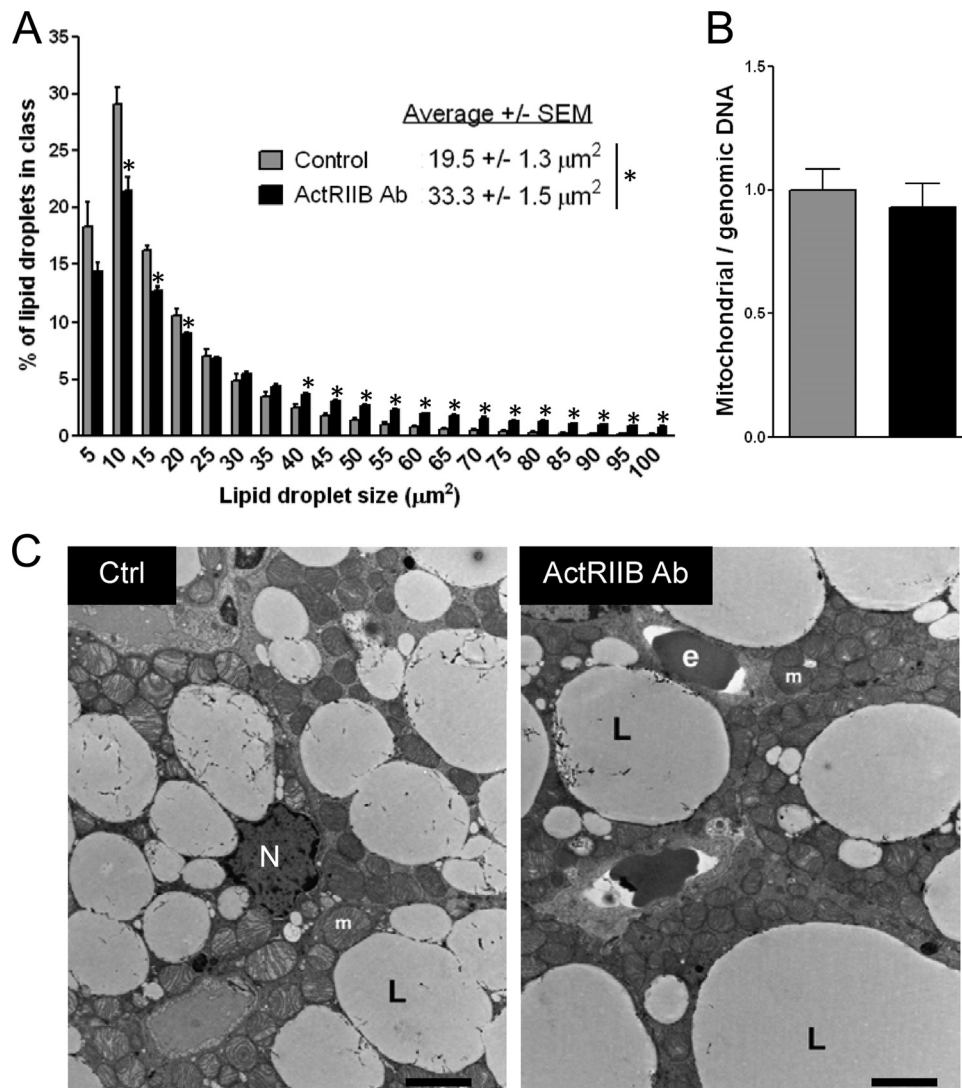 A
% of lipid droplets in class
35
30
25
20
15
10
5
0
Average +/- SEM
Control 19.5 +/- 1.3 μm²
ActRIIB Ab 33.3 +/- 1.5 μm²
*
* * * * * * * * * * * * * * * *
5 10 15 20 25 30 35 40 45 50 55 60 65 70 75 80 85 90 95 100
Lipid droplet size (μm²)
B
Mitochondrial / genomic DNA
1.5
1.0
0.5
0.0
C
Ctrl
N
m
L
ActRIIB Ab
e
m
L
L